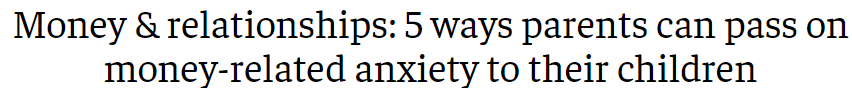 Money & relationships: 5 ways parents can pass on
money-related anxiety to their children